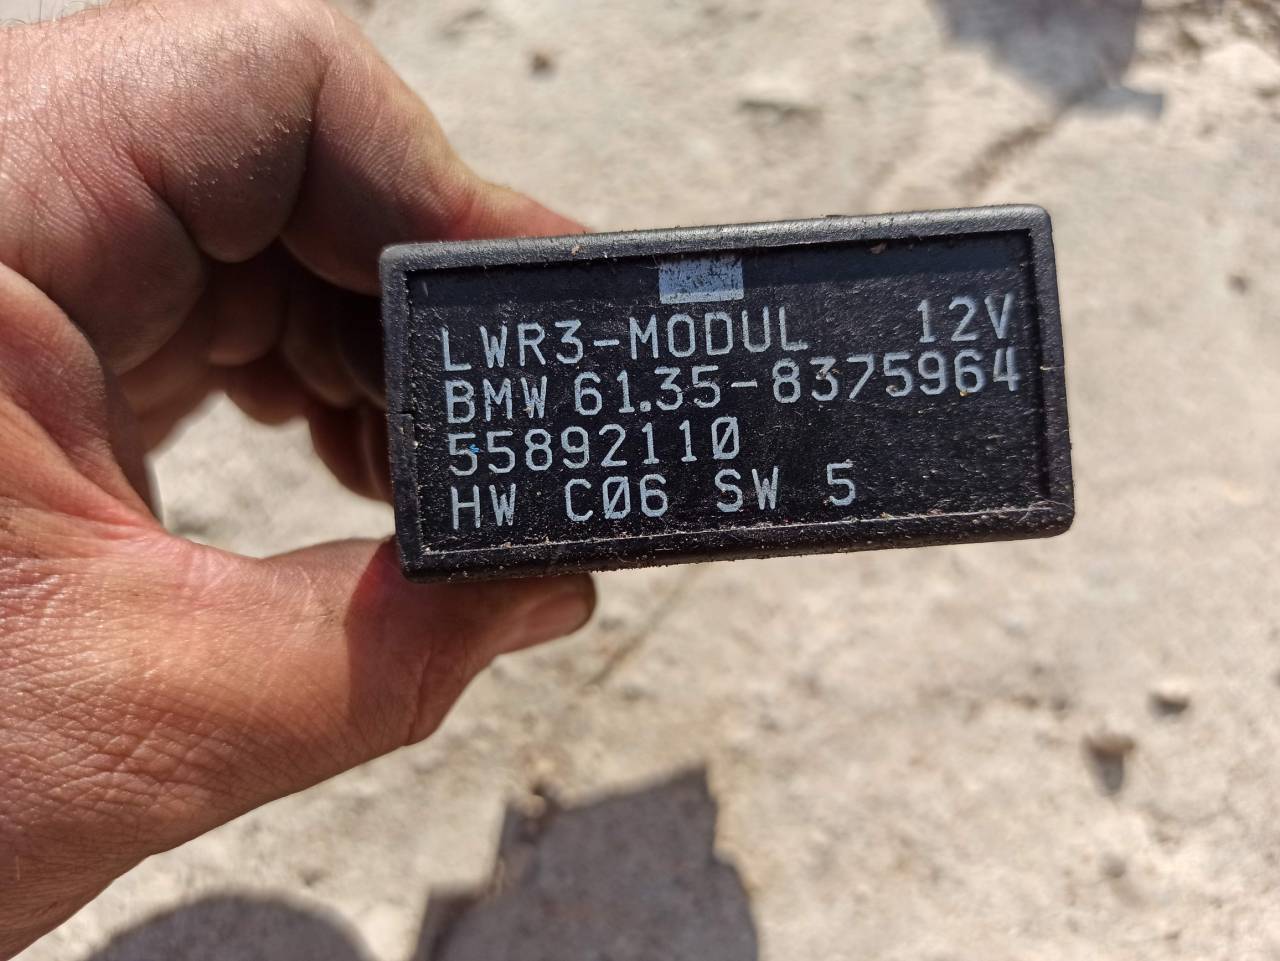 LWR3-MODUL 12V
BMW 61.35-8375964
55892110
HW C06 SW 5